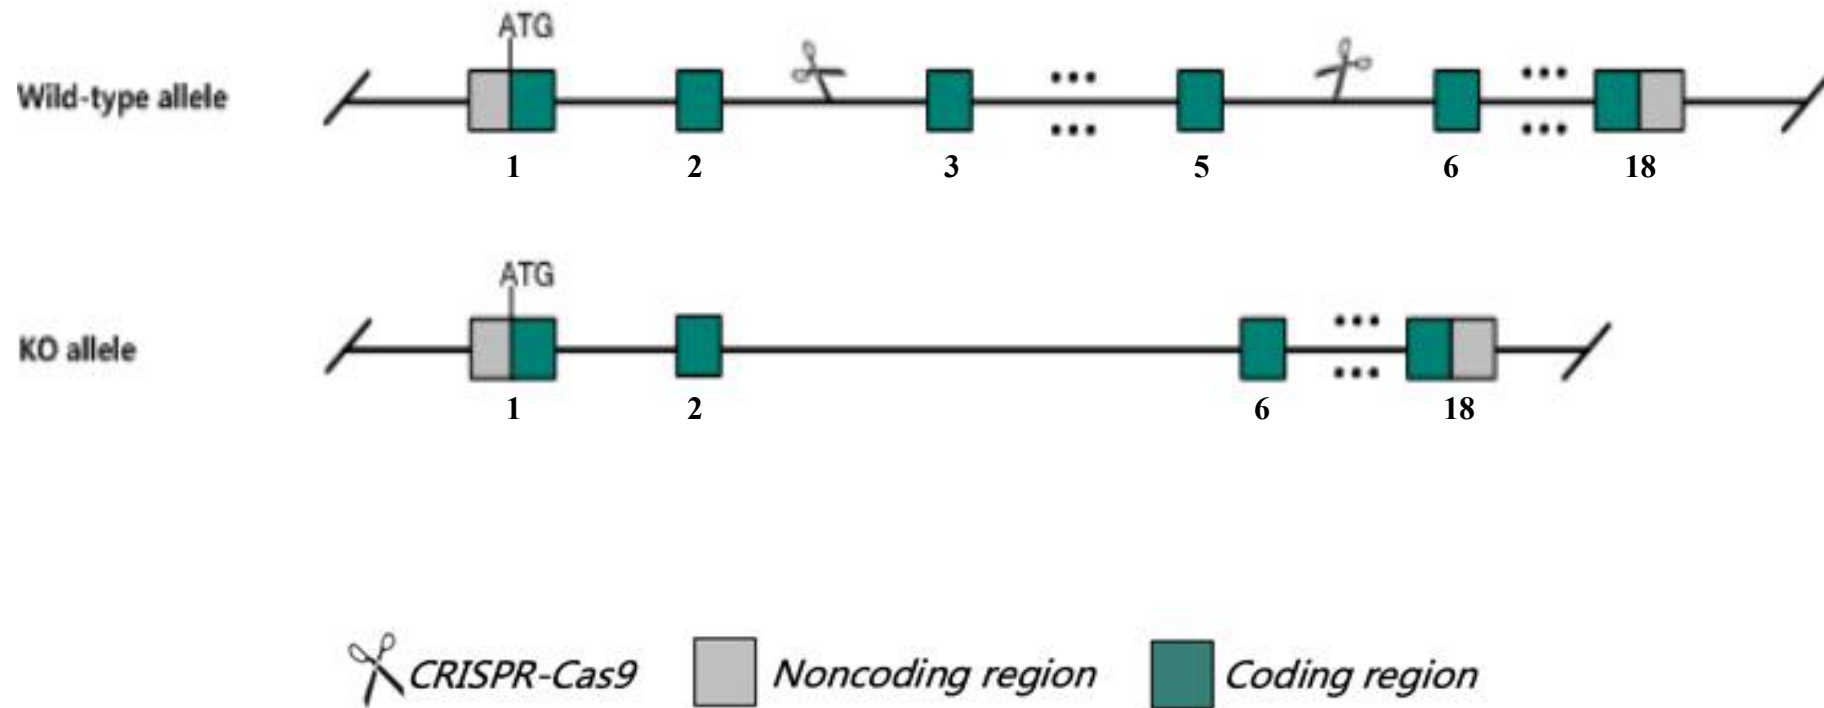 ATG
Wild-type allele
1 2 3 5 6 18
ATG
KO allele
1 2 6 18
CRISPR-Cas9 Noncoding region Coding region